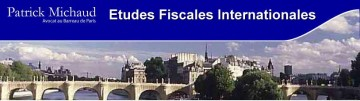 Patrick Michaud
Avocat au Barreau de Paris
Etudes Fiscales Internationales